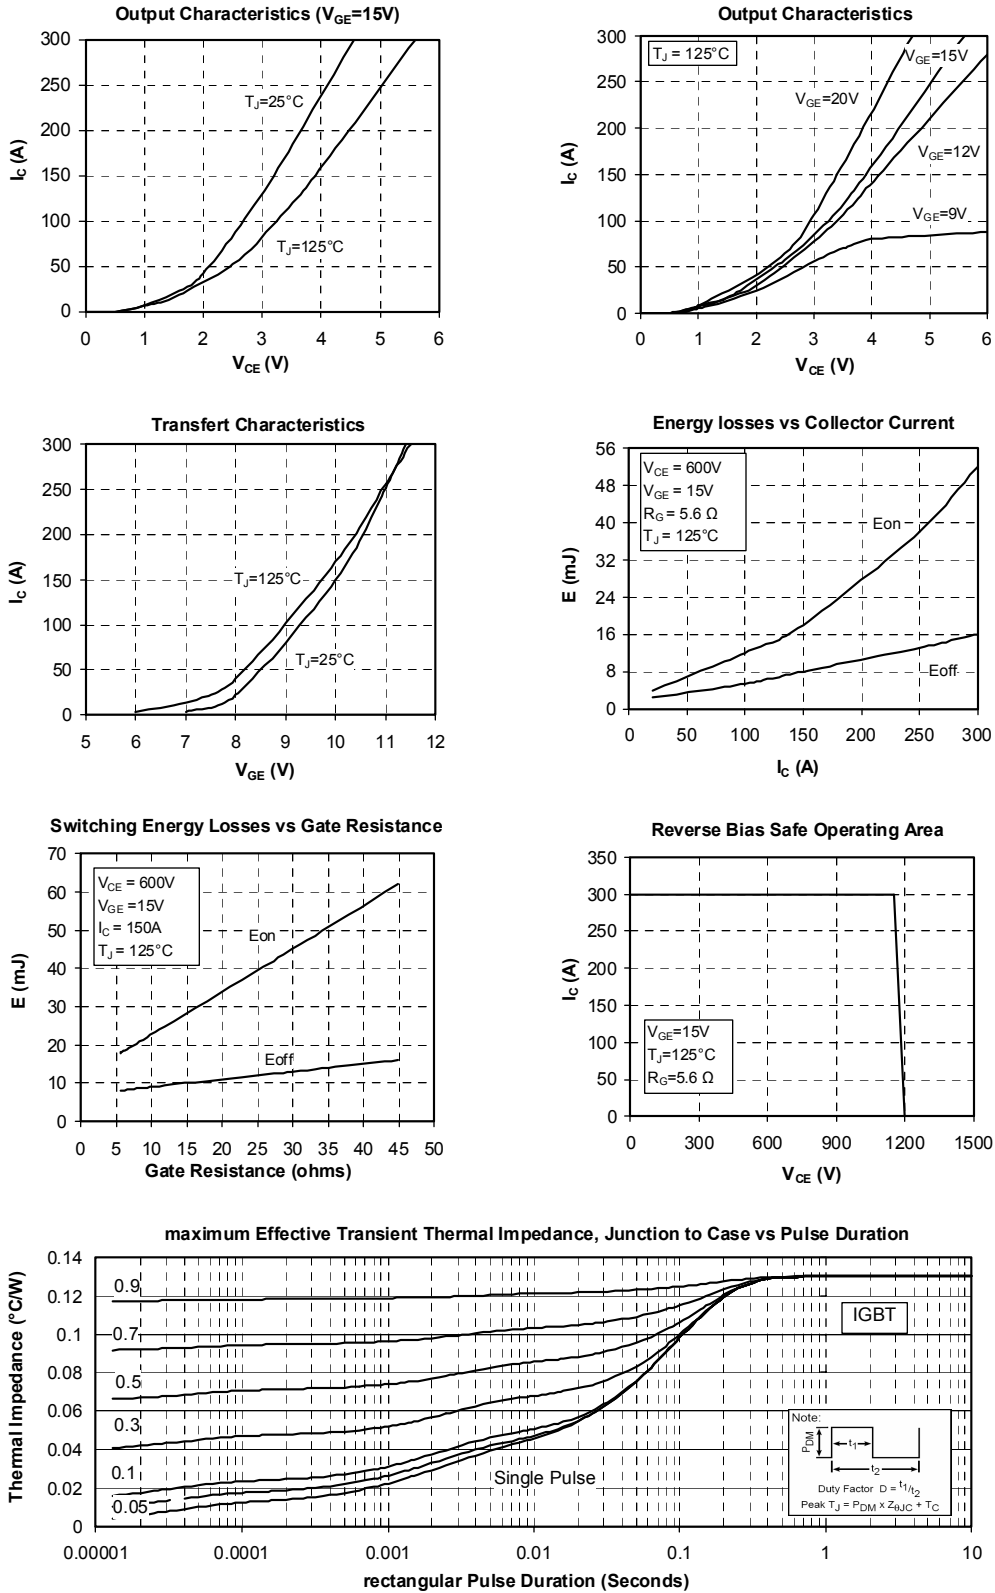 Output Characteristics (VGE=15V)
300
250
200
150
100
50
0
0 1 2 3 4 5 6
IC (A)
VCE (V)
TJ=25°C
TJ=125°C
Output Characteristics
300
250
200
150
100
50
0
0 1 2 3 4 5 6
IC (A)
VCE (V)
TJ = 125°C
VGE=15V
VGE=20V
VGE=12V
VGE=9V
Transfert Characteristics
300
250
200
150
100
50
0
5 6 7 8 9 10 11 12
IC (A)
VGE (V)
TJ=125°C
TJ=25°C
Energy losses vs Collector Current
56
48
40
32
24
16
8
0
0 50 100 150 200 250 300
E (mJ)
IC (A)
VCE = 600V
VGE = 15V
RG = 5.6 Ω
TJ = 125°C
Eon
Eoff
Switching Energy Losses vs Gate Resistance
70
60
50
40
30
20
10
0
0 5 10 15 20 25 30 35 40 45 50
E (mJ)
Gate Resistance (ohms)
VCE = 600V
VGE =15V
IC = 150A
TJ = 125°C
Eon
Eoff
Reverse Bias Safe Operating Area
350
300
250
200
150
100
50
0
0 300 600 900 1200 1500
IC (A)
VCE (V)
VGE=15V
TJ=125°C
RG=5.6 Ω
maximum Effective Transient Thermal Impedance, Junction to Case vs Pulse Duration
0.14
0.12
0.1
0.08
0.06
0.04
0.02
0
0.00001 0.0001 0.001 0.01 0.1 1 10
Thermal Impedance (°C/W)
rectangular Pulse Duration (Seconds)
0.9
0.7
0.5
0.3
0.1
0.05
Single Pulse
IGBT
Note:
PDM
t1
t2
Duty Factor D = t1/t2
Peak TJ = PDM x ZθJC + TC